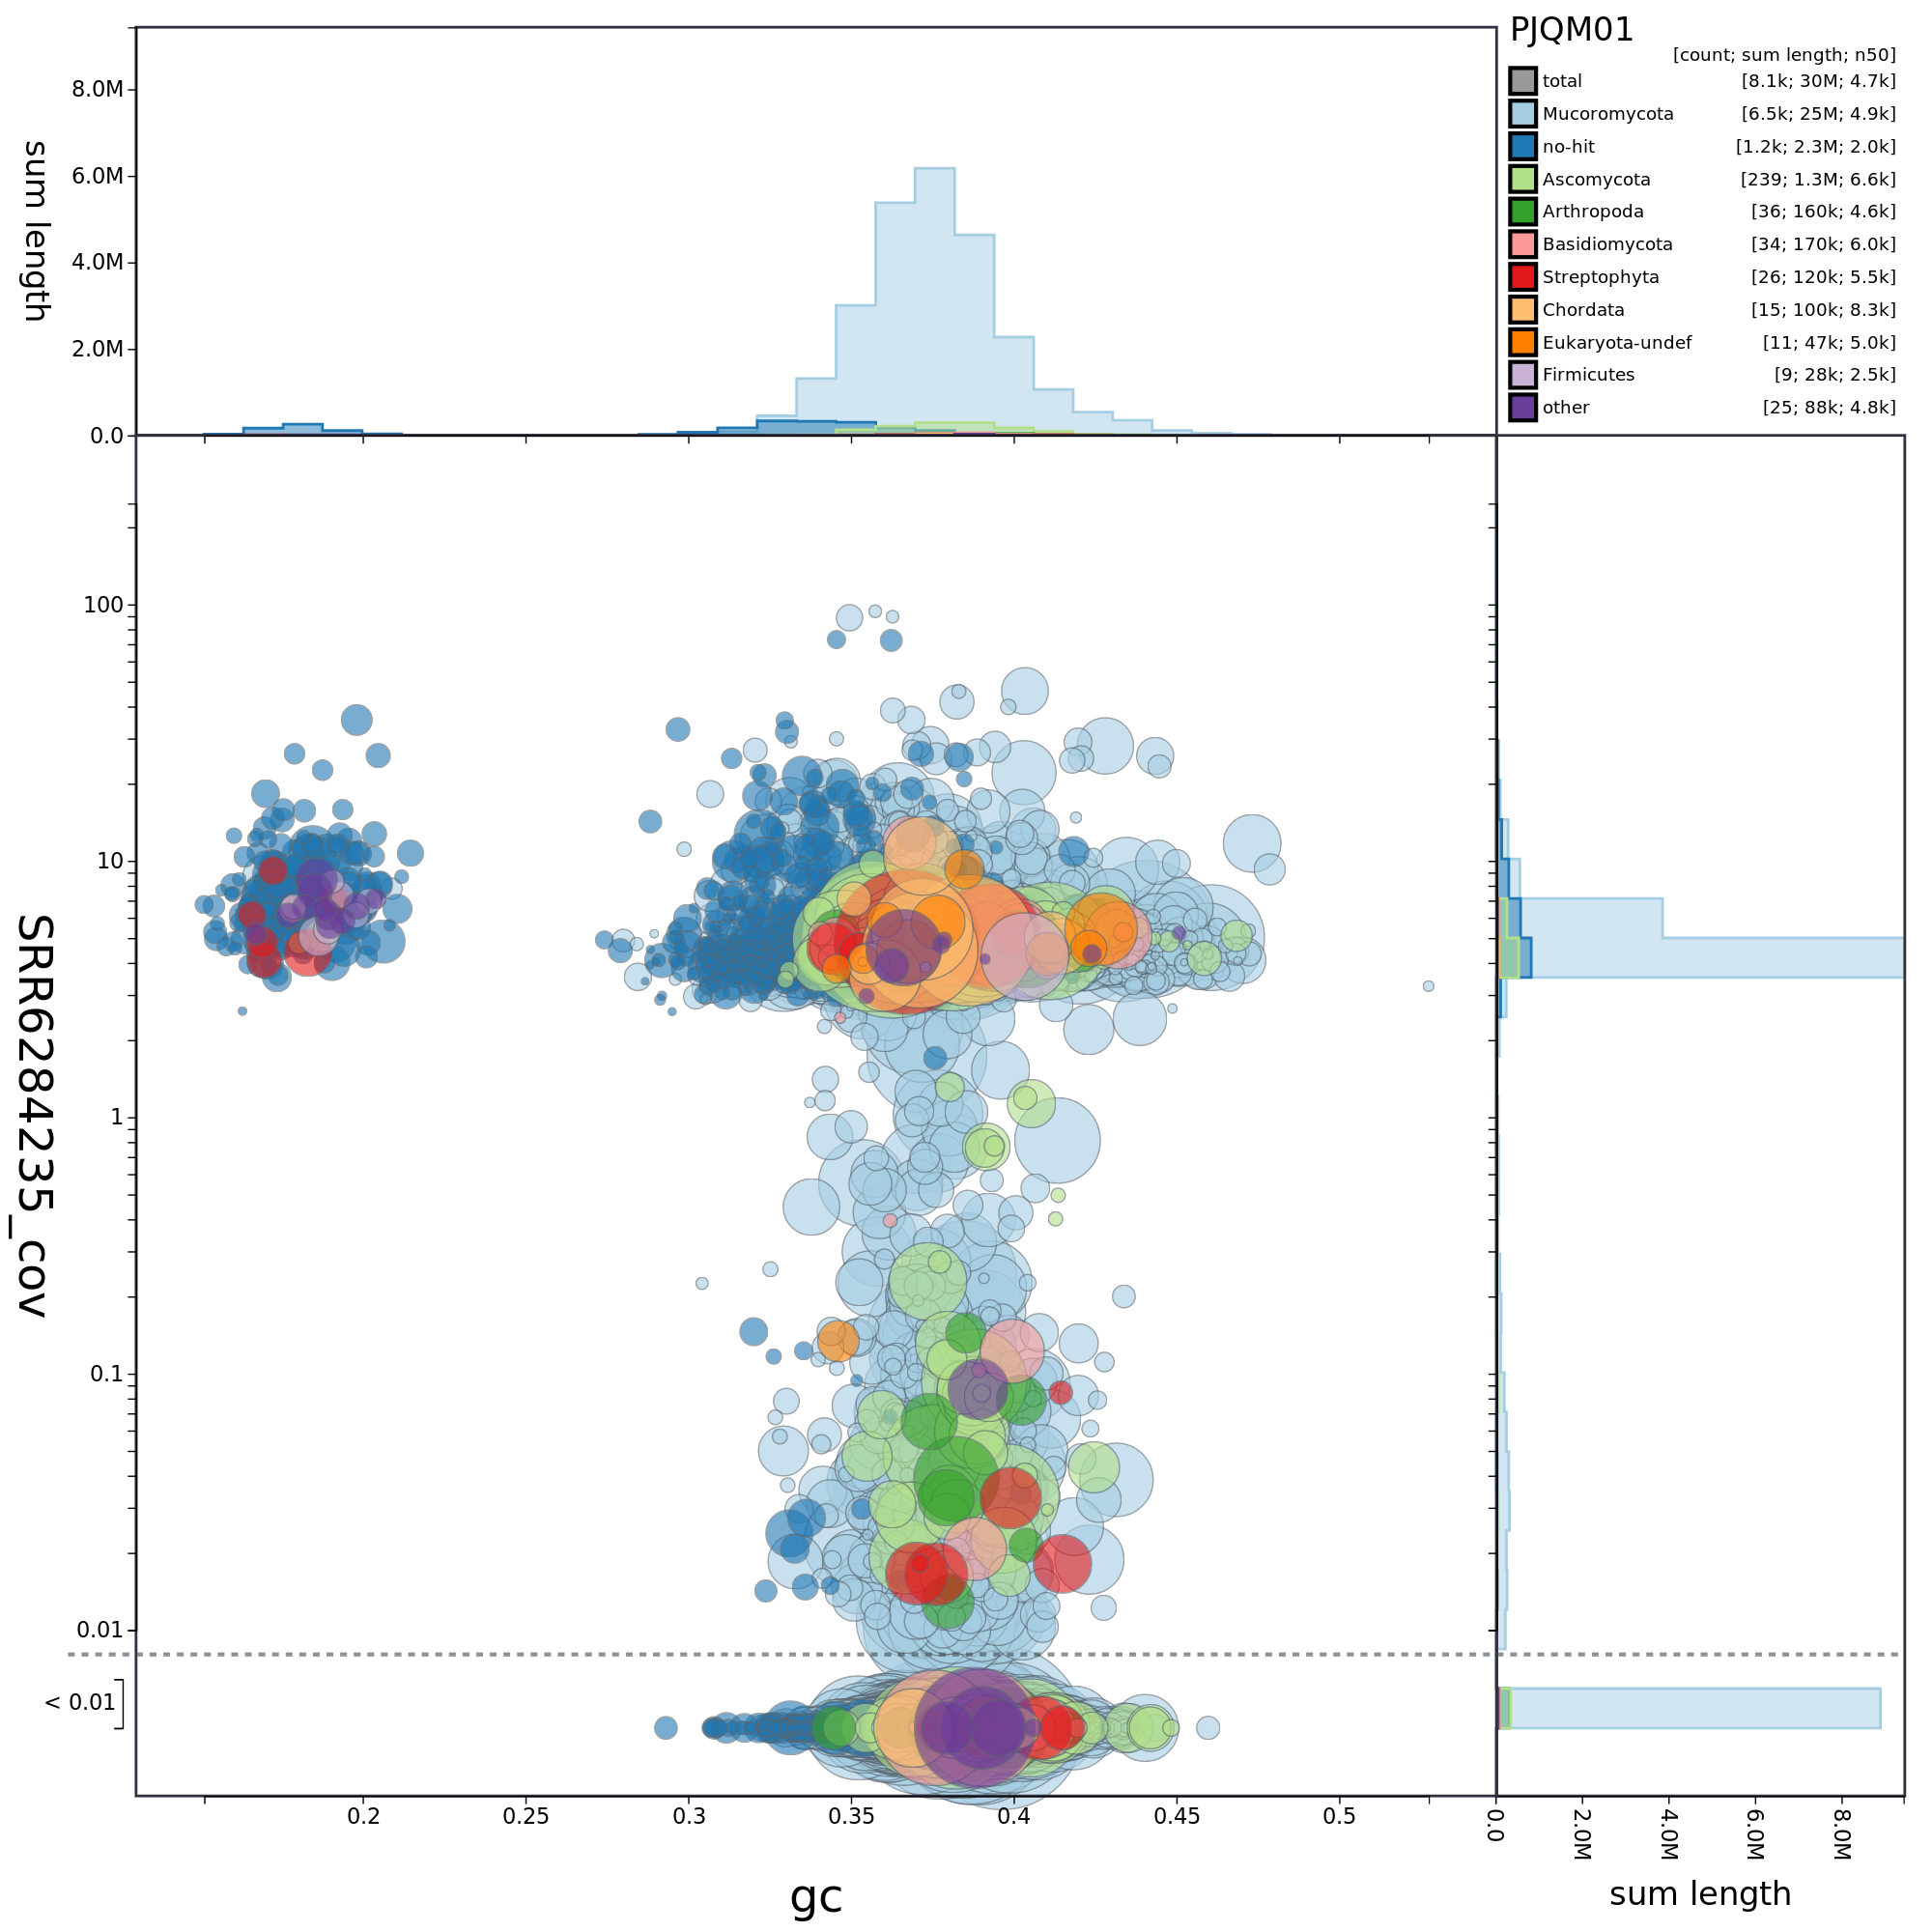 PJQM01
[count; sum length; n50]
total [8.1k; 30M; 4.7k]
Mucoromycota [6.5k; 25M; 4.9k]
no-hit [1.2k; 2.3M; 2.0k]
Ascomycota [239; 1.3M; 6.6k]
Arthropoda [36; 160k; 4.6k]
Basidiomycota [34; 170k; 6.0k]
Streptophyta [26; 120k; 5.5k]
Chordata [15; 100k; 8.3k]
Eukaryota-undef [11; 47k; 5.0k]
Firmicutes [9; 28k; 2.5k]
other [25; 88k; 4.8k]
sum length
8.0M
6.0M
4.0M
2.0M
0.0
SRR6284235_cov
100
10
1
0.1
0.01
< 0.01
0.2 0.25 0.3 0.35 0.4 0.45 0.5
gc
0.0 2.0M 4.0M 6.0M 8.0M
sum length